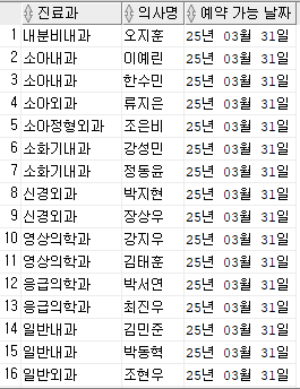 진료과 의사명 예약 가능 날짜
1 내분비내과 오지훈 25년 03월 31일
2 소아내과 이예린 25년 03월 31일
3 소아내과 한수민 25년 03월 31일
4 소아외과 류지은 25년 03월 31일
5 소아정형외과 조은비 25년 03월 31일
6 소화기내과 강성민 25년 03월 31일
7 소화기내과 정동윤 25년 03월 31일
8 신경외과 박지현 25년 03월 31일
9 신경외과 장상우 25년 03월 31일
10 영상의학과 강지우 25년 03월 31일
11 영상의학과 김태훈 25년 03월 31일
12 응급의학과 박서연 25년 03월 31일
13 응급의학과 최진우 25년 03월 31일
14 일반내과 김민준 25년 03월 31일
15 일반내과 박동혁 25년 03월 31일
16 일반외과 조현우 25년 03월 31일